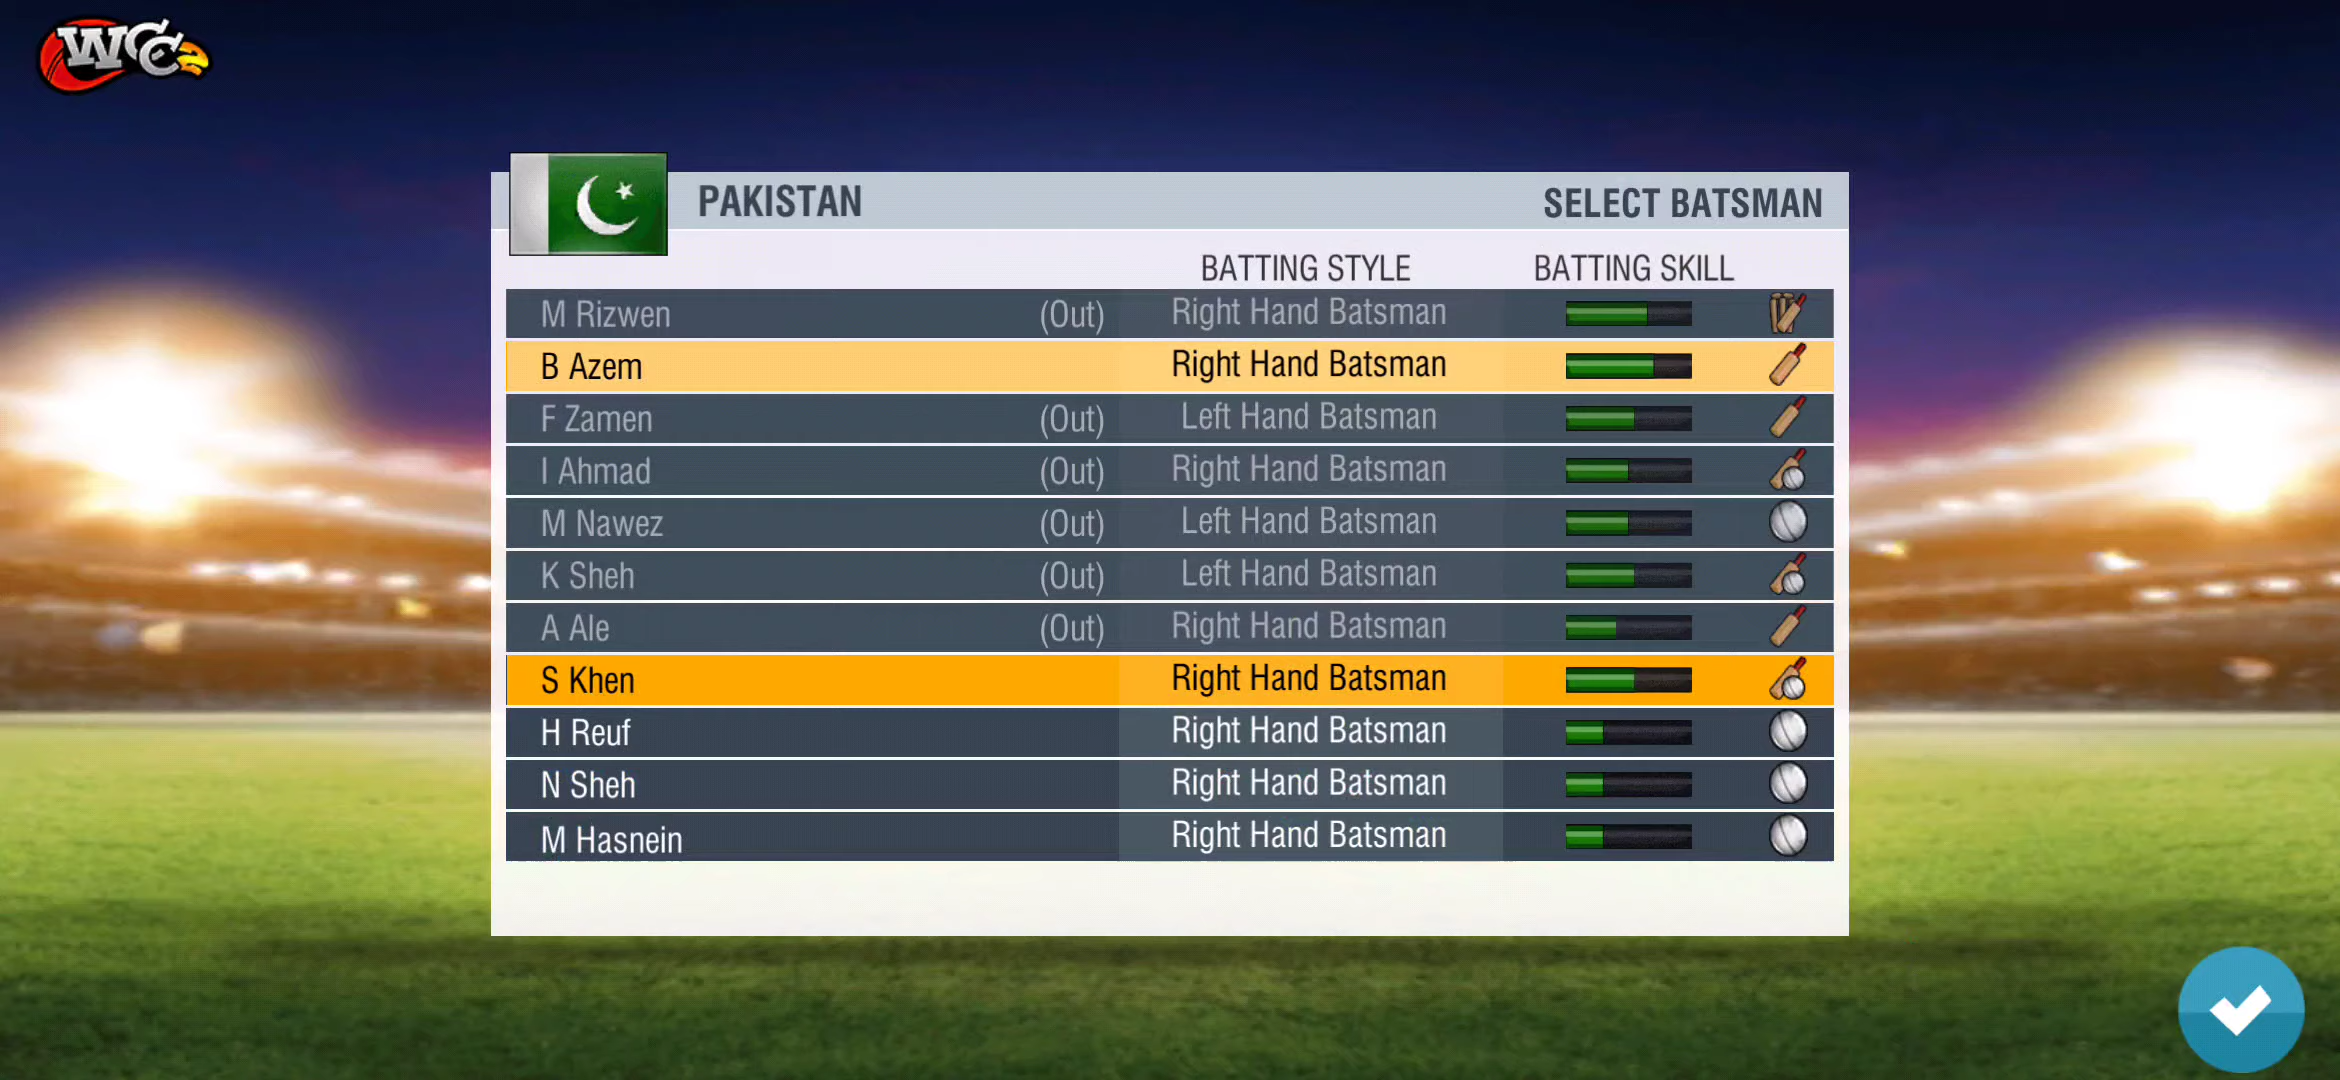 WCC2
PAKISTAN SELECT BATSMAN
BATTING STYLE BATTING SKILL
M Rizwen (Out) Right Hand Batsman
B Azem Right Hand Batsman
F Zamen (Out) Left Hand Batsman
I Ahmad (Out) Right Hand Batsman
M Nawez (Out) Left Hand Batsman
K Sheh (Out) Left Hand Batsman
A Ale (Out) Right Hand Batsman
S Khen Right Hand Batsman
H Reuf Right Hand Batsman
N Sheh Right Hand Batsman
M Hasnein Right Hand Batsman